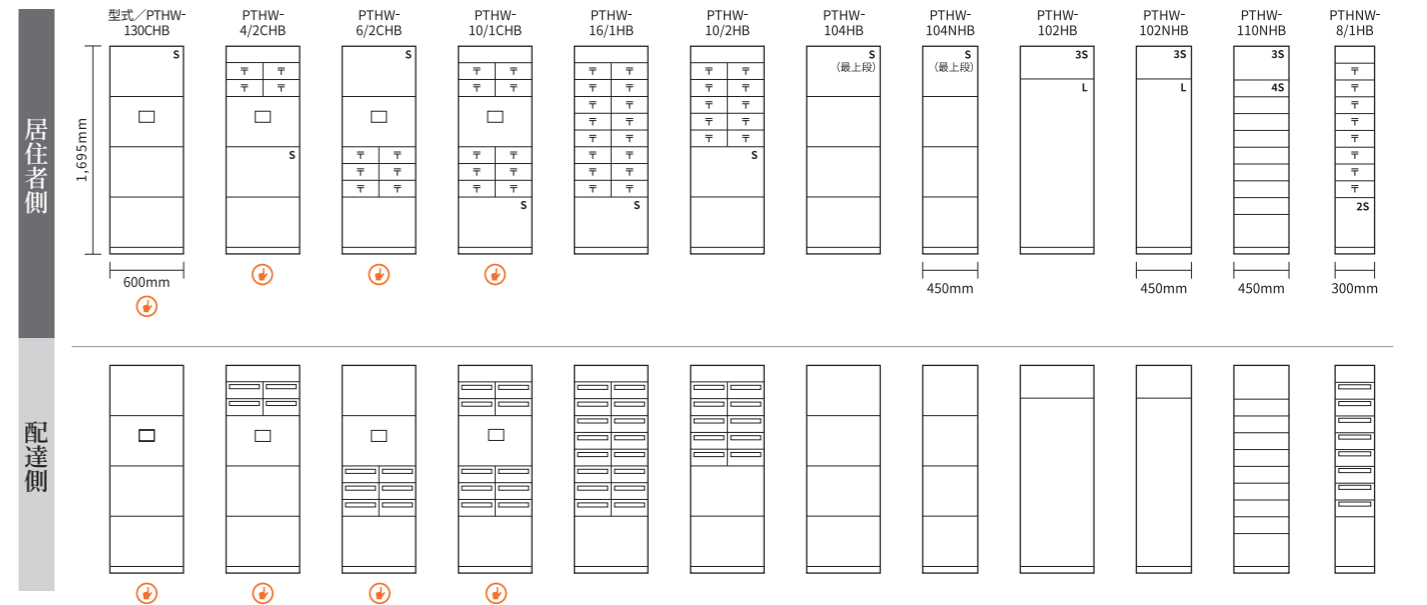 型式／PTHW-
130CHB
PTHW-
4/2CHB
PTHW-
6/2CHB
PTHW-
10/1CHB
PTHW-
16/1HB
PTHW-
10/2HB
PTHW-
104HB
PTHW-
104NHB
PTHW-
102HB
PTHW-
102NHB
PTHW-
110NHB
PTHNW-
8/1HB
居住者側
1,695mm
S
〒 〒
〒 〒
S
S
〒 〒
〒 〒
〒 〒
〒 〒
〒 〒
〒 〒
〒 〒
〒 〒
S
〒 〒
〒 〒
〒 〒
〒 〒
〒 〒
〒 〒
〒 〒
〒 〒
S
〒 〒
〒 〒
〒 〒
〒 〒
〒 〒
S
S
（最上段）
S
（最上段）
3S
L
3S
L
3S
4S
〒
〒
〒
〒
〒
〒
〒
〒
2S
600mm
450mm
450mm
450mm
300mm
配達側